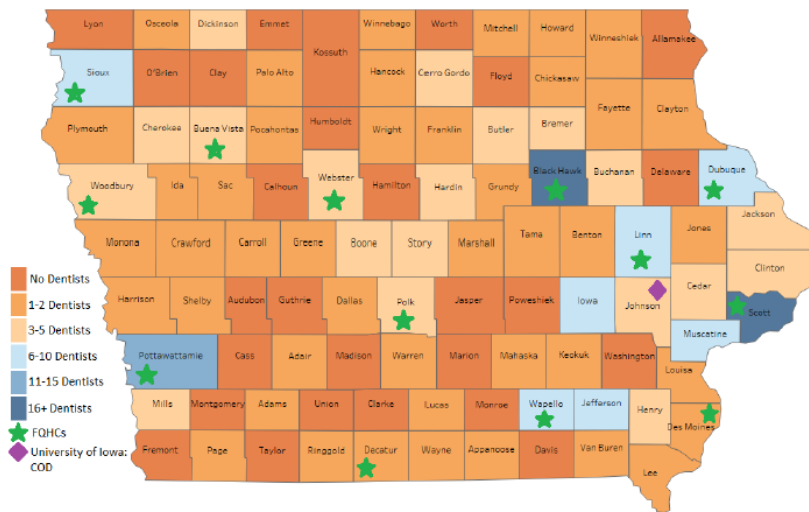 Lyon Osceola Dickinson Emmet Winnebago Worth Mitchell Howard Winneshiek Allamakee
Kossuth
Sioux O'Brien Clay Palo Alto Hancock Cerro Gordo Floyd Chickasaw
Fayette Clayton
Plymouth Cherokee Buena Vista Pocahontas Humboldt Wright Franklin Butler Bremer
Woodbury Ida Sac Calhoun Webster Hamilton Hardin Grundy Black Hawk Buchanan Delaware Dubuque
Jackson
Monona Crawford Carroll Greene Boone Story Marshall Tama Benton Linn Jones
Clinton
Harrison Shelby Audubon Guthrie Dallas Polk Jasper Poweshiek Iowa Johnson Cedar
Scott
Muscatine
Pottawattamie Cass Adair Madison Warren Marion Mahaska Keokuk Washington
Louisa
Mills Montgomery Adams Union Clarke Lucas Monroe Wapello Jefferson Henry
Des Moines
Fremont Page Taylor Ringgold Decatur Wayne Appanoose Davis Van Buren
Lee
No Dentists
1-2 Dentists
3-5 Dentists
6-10 Dentists
11-15 Dentists
16+ Dentists
FQHCs
University of Iowa:
COD